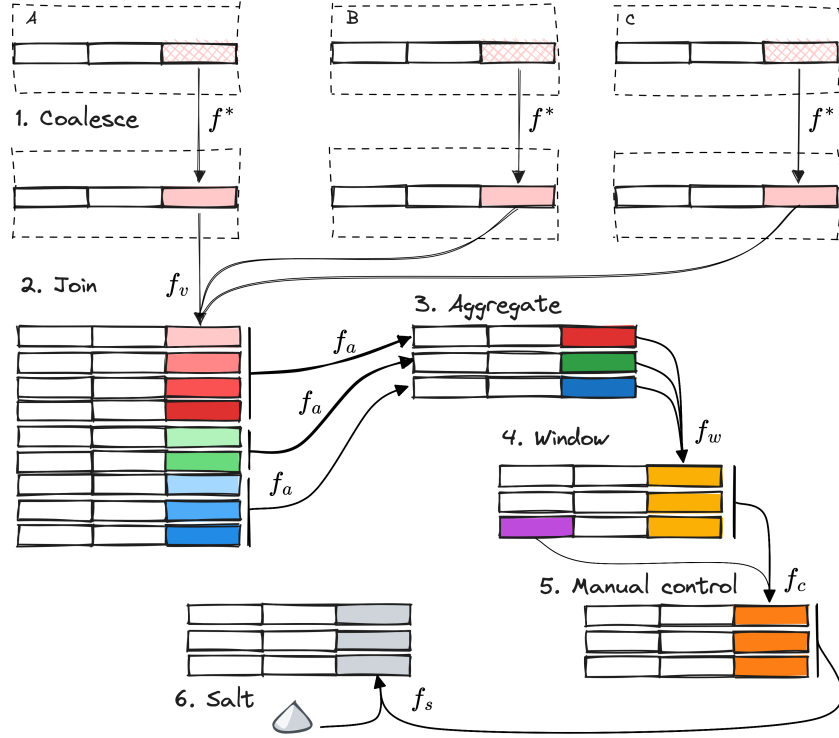 A
B
C
1. Coalesce
f*
f*
f*
2. Join
f_v
3. Aggregate
f_a
f_a
f_a
f_w
4. Window
5. Manual control
f_c
6. Salt
f_s